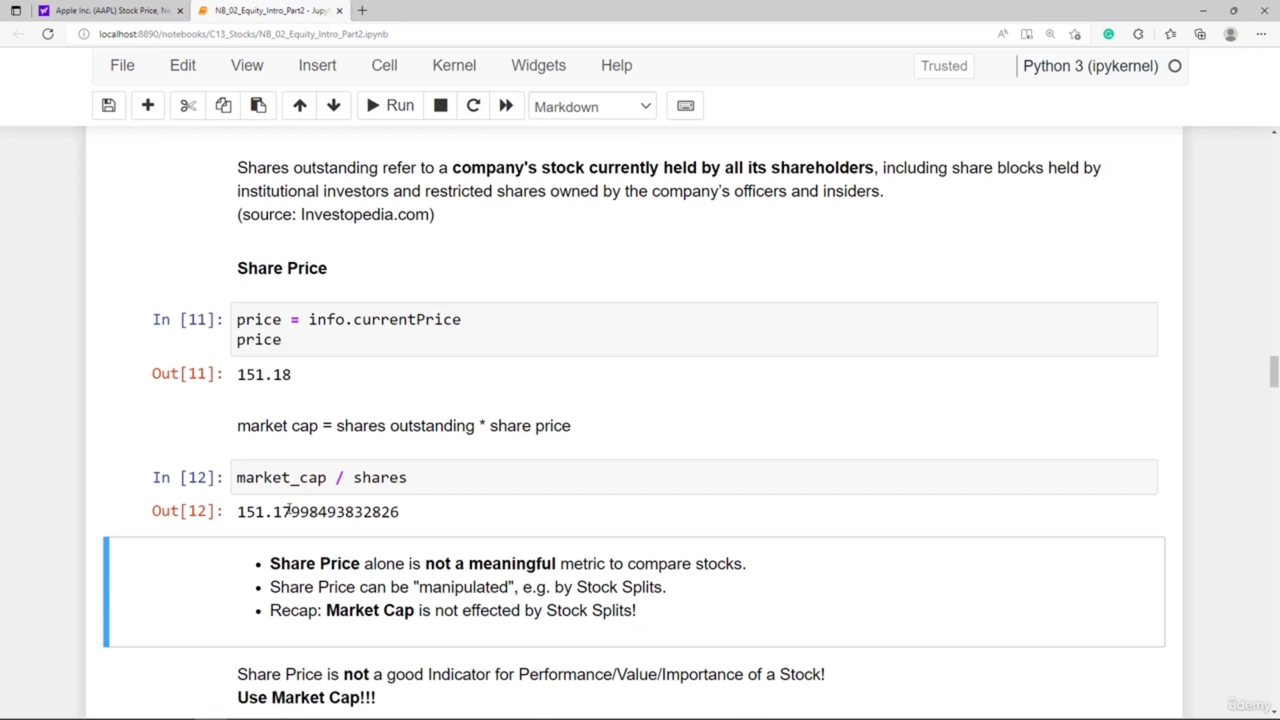 Apple Inc. (AAPL) Stock Price, Ne
NB_02_Equity_Intro_Part2 - Jupy
localhost:8890/notebooks/C13_Stocks/NB_02_Equity_Intro_Part2.ipynb
File Edit View Insert Cell Kernel Widgets Help Trusted Python 3 (ipykernel)
Run Markdown
Shares outstanding refer to a company's stock currently held by all its shareholders, including share blocks held by
institutional investors and restricted shares owned by the company’s officers and insiders.
(source: Investopedia.com)
Share Price
In [11]: price = info.currentPrice
price
Out[11]: 151.18
market cap = shares outstanding * share price
In [12]: market_cap / shares
Out[12]: 151.17998493832826
• Share Price alone is not a meaningful metric to compare stocks.
• Share Price can be "manipulated", e.g. by Stock Splits.
• Recap: Market Cap is not effected by Stock Splits!
Share Price is not a good Indicator for Performance/Value/Importance of a Stock!
Use Market Cap!!!
ûdemy